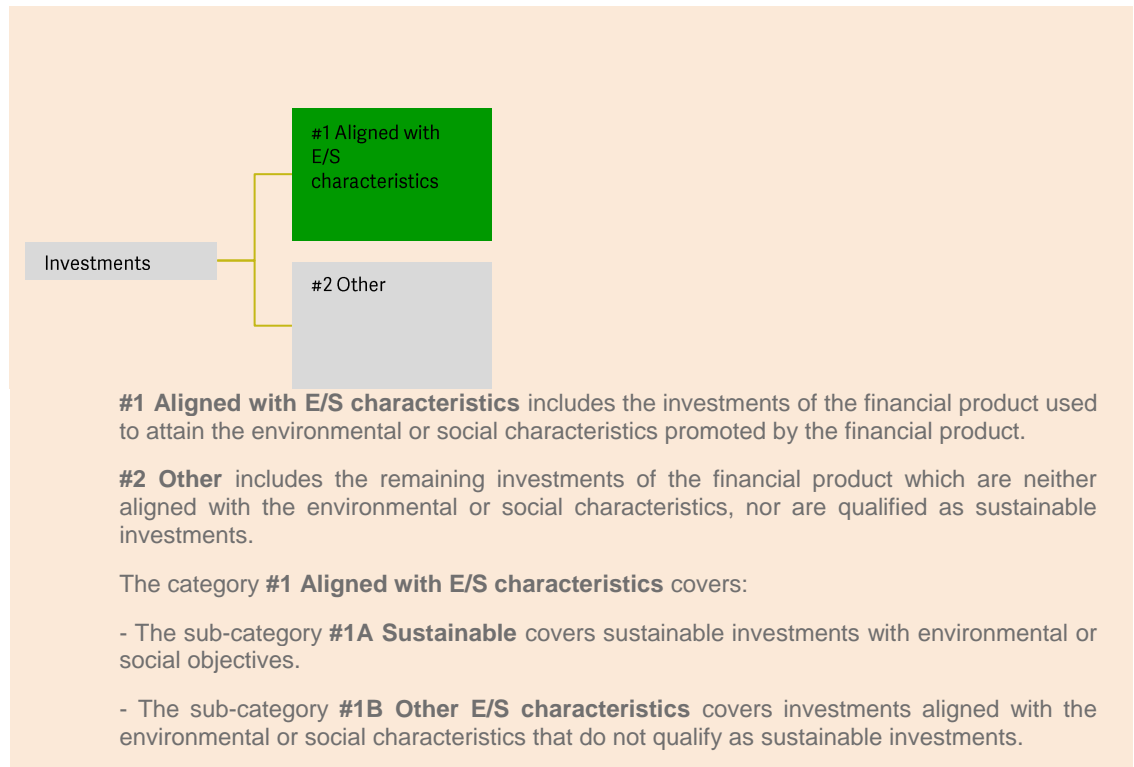 #1 Aligned with
E/S
characteristics
Investments
#2 Other
#1 Aligned with E/S characteristics includes the investments of the financial product used
to attain the environmental or social characteristics promoted by the financial product.
#2 Other includes the remaining investments of the financial product which are neither
aligned with the environmental or social characteristics, nor are qualified as sustainable
investments.
The category #1 Aligned with E/S characteristics covers:
- The sub-category #1A Sustainable covers sustainable investments with environmental or
social objectives.
- The sub-category #1B Other E/S characteristics covers investments aligned with the
environmental or social characteristics that do not qualify as sustainable investments.